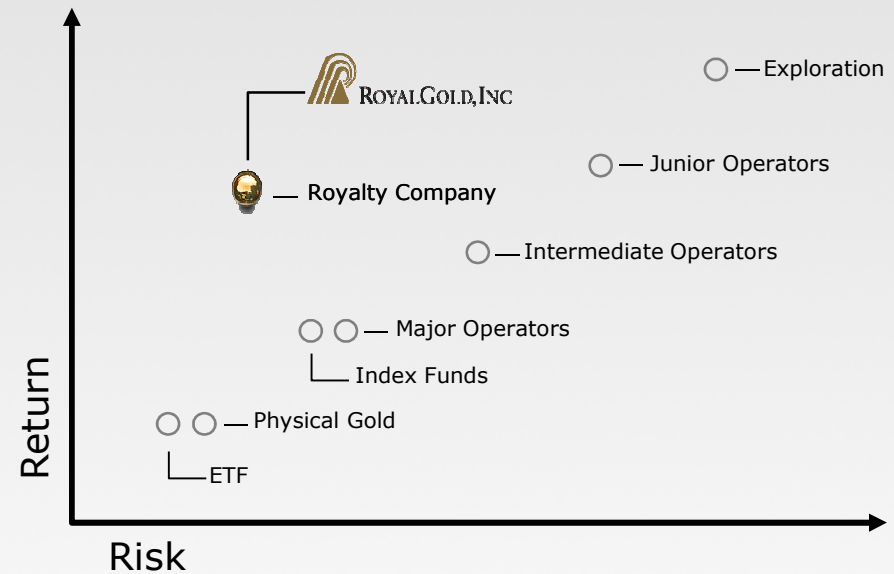 Exploration
ROYALGOLD, INC
Junior Operators
Royalty Company
Intermediate Operators
Major Operators
Index Funds
Physical Gold
ETF
Return
Risk